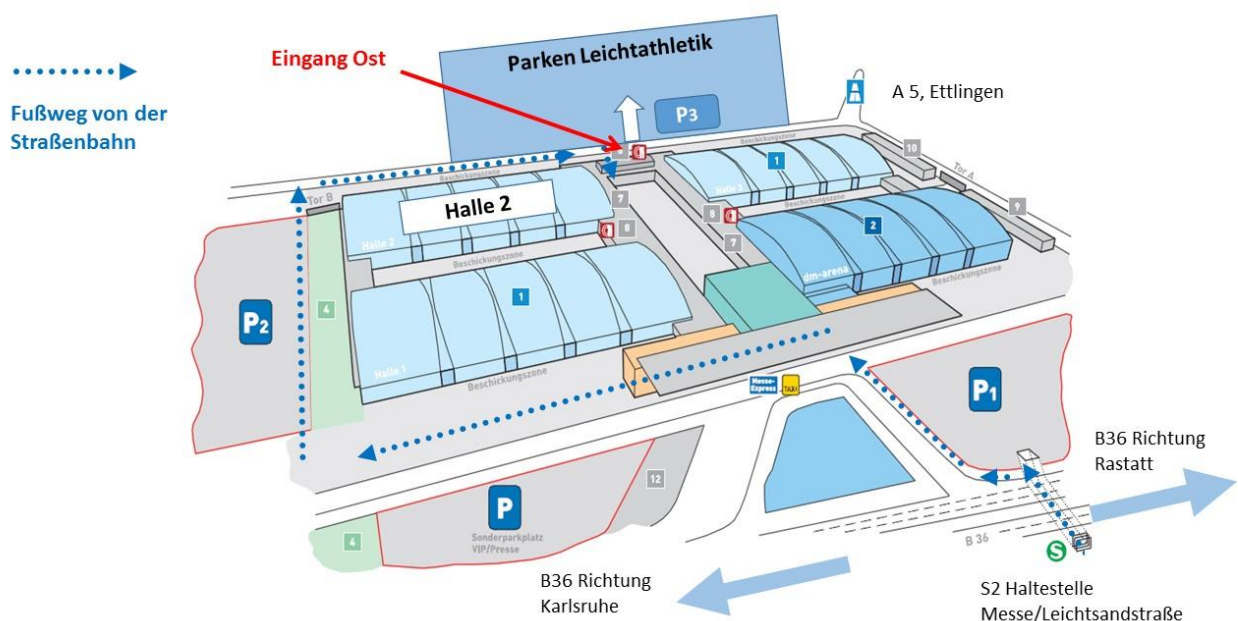 Eingang Ost
Parken Leichtathletik
P3
A 5, Ettlingen
Fußweg von der
Straßenbahn
Beschickungszone
Beschickungszone
10
Tor A
9
1
Halle 3
Tor B
Halle 2
Halle 2
7
8
8
7
Beschickungszone
Beschickungszone
2
dm-arena
Beschickungszone
P2
4
1
Halle 1
Beschickungszone
Messe-
Express
TAXI
P1
B36 Richtung
Rastatt
12
P
Sonderparkplatz
VIP/Presse
4
B 36
S
B36 Richtung
Karlsruhe
S2 Haltestelle
Messe/Leichtsandstraße